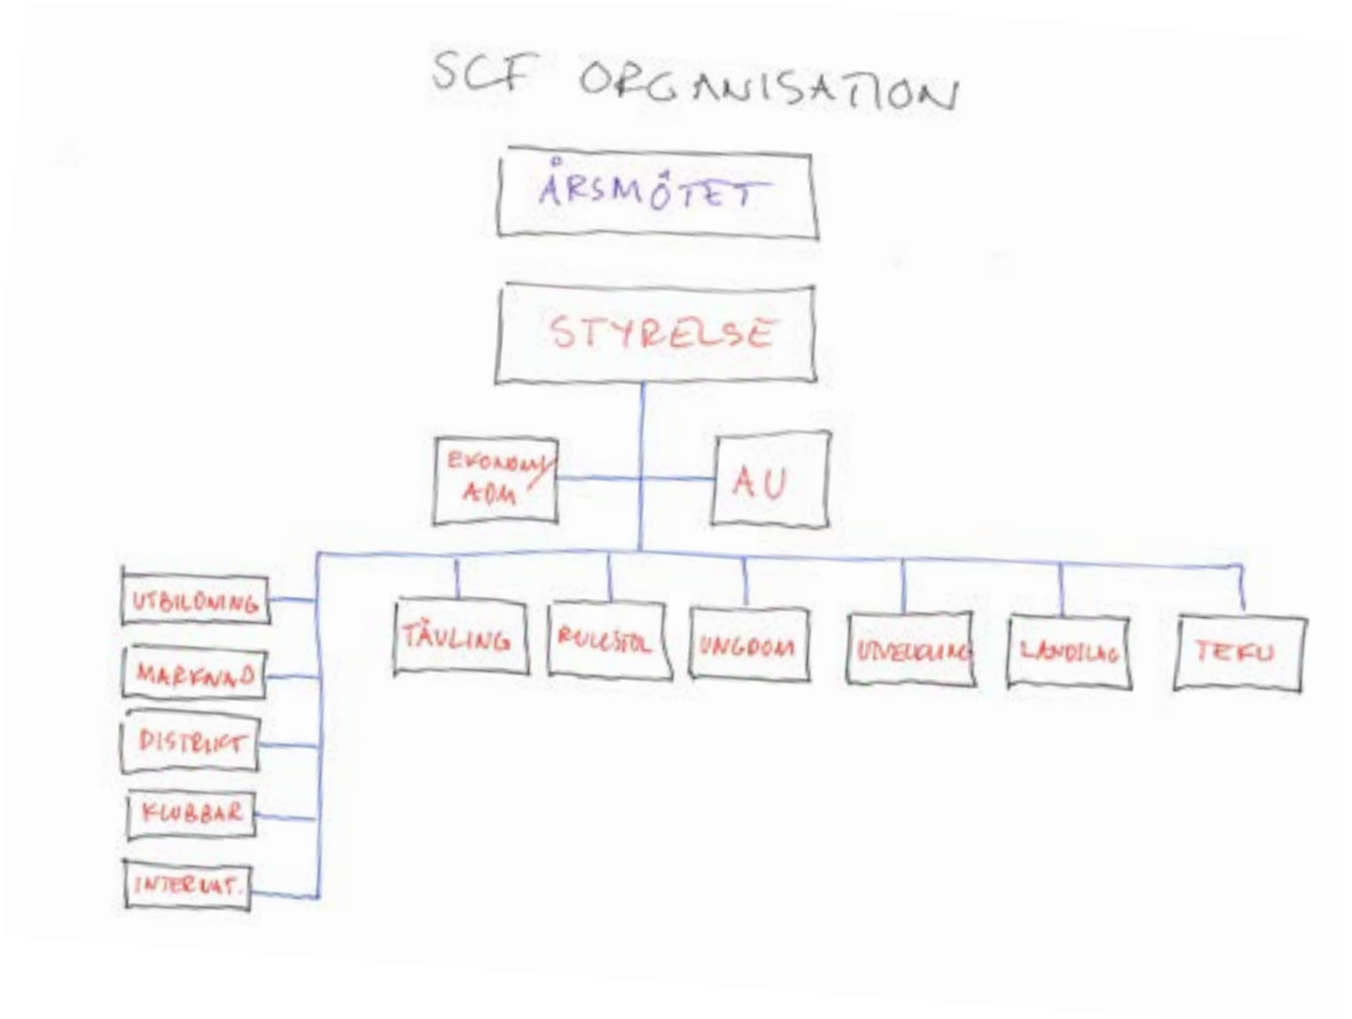 SCF ORGANISATION
ÅRSMÖTET
STYRELSE
EKONOMI/
ADM
AU
UTBILDNING
MARKNAD
DISTRIKT
KLUBBAR
INTERNAT.
TÄVLING
RULLSTOL
UNGDOM
UTVECKLING
LANDSLAG
TEKU